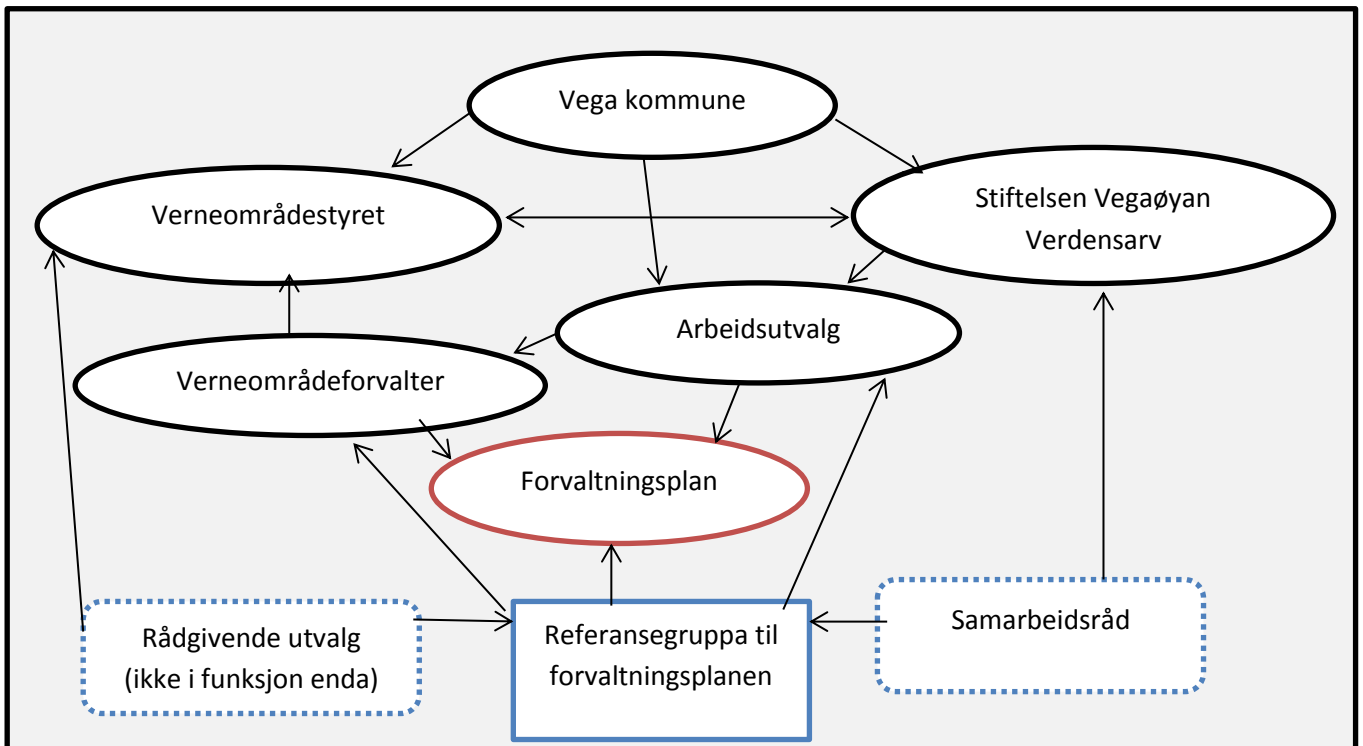 Vega kommune
Verneområdestyret
Stiftelsen Vegaøyan
Verdensarv
Arbeidsutvalg
Verneområdeforvalter
Forvaltningsplan
Rådgivende utvalg
(ikke i funksjon enda)
Referansegruppa til
forvaltningsplanen
Samarbeidsråd